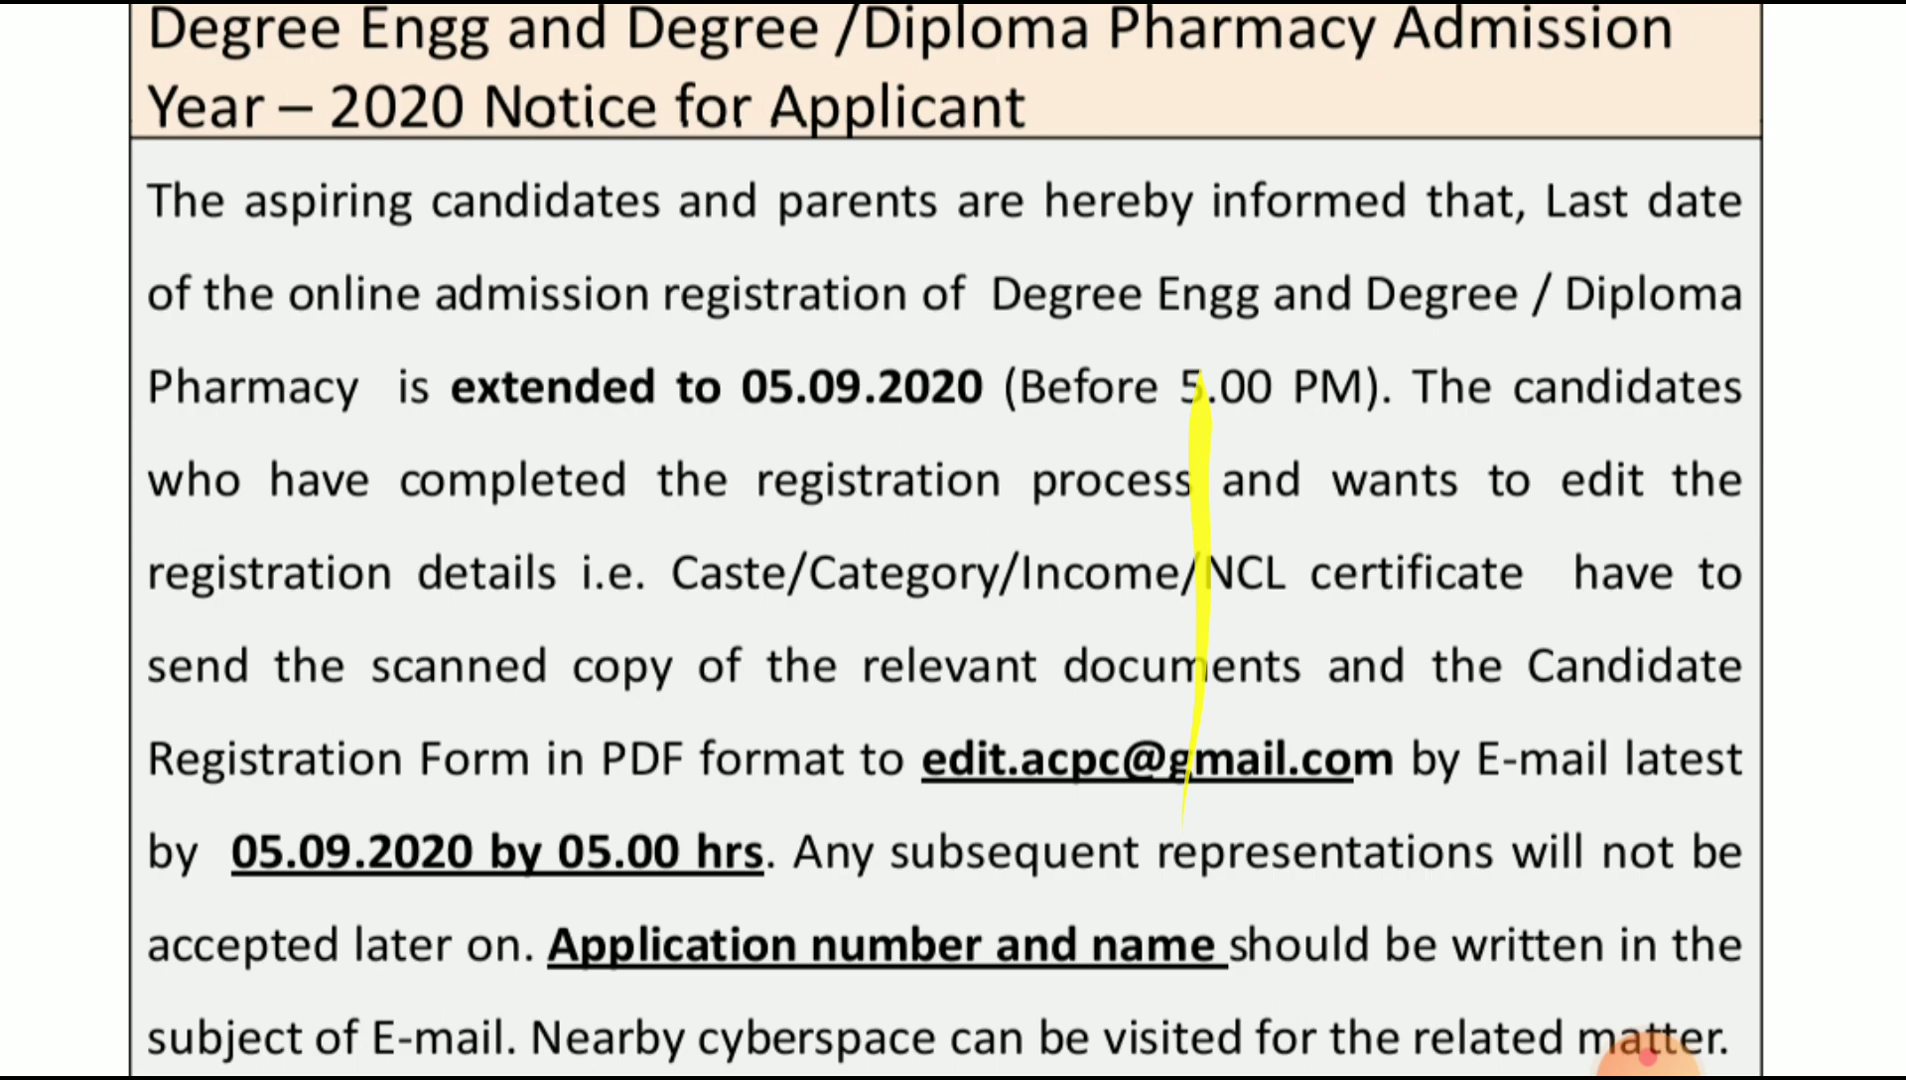 Degree Engg and Degree /Diploma Pharmacy Admission
Year – 2020 Notice for Applicant
The aspiring candidates and parents are hereby informed that, Last date
of the online admission registration of Degree Engg and Degree / Diploma
Pharmacy is extended to 05.09.2020 (Before 5.00 PM). The candidates
who have completed the registration process and wants to edit the
registration details i.e. Caste/Category/Income/NCL certificate have to
send the scanned copy of the relevant documents and the Candidate
Registration Form in PDF format to edit.acpc@gmail.com by E-mail latest
by 05.09.2020 by 05.00 hrs. Any subsequent representations will not be
accepted later on. Application number and name should be written in the
subject of E-mail. Nearby cyberspace can be visited for the related matter.